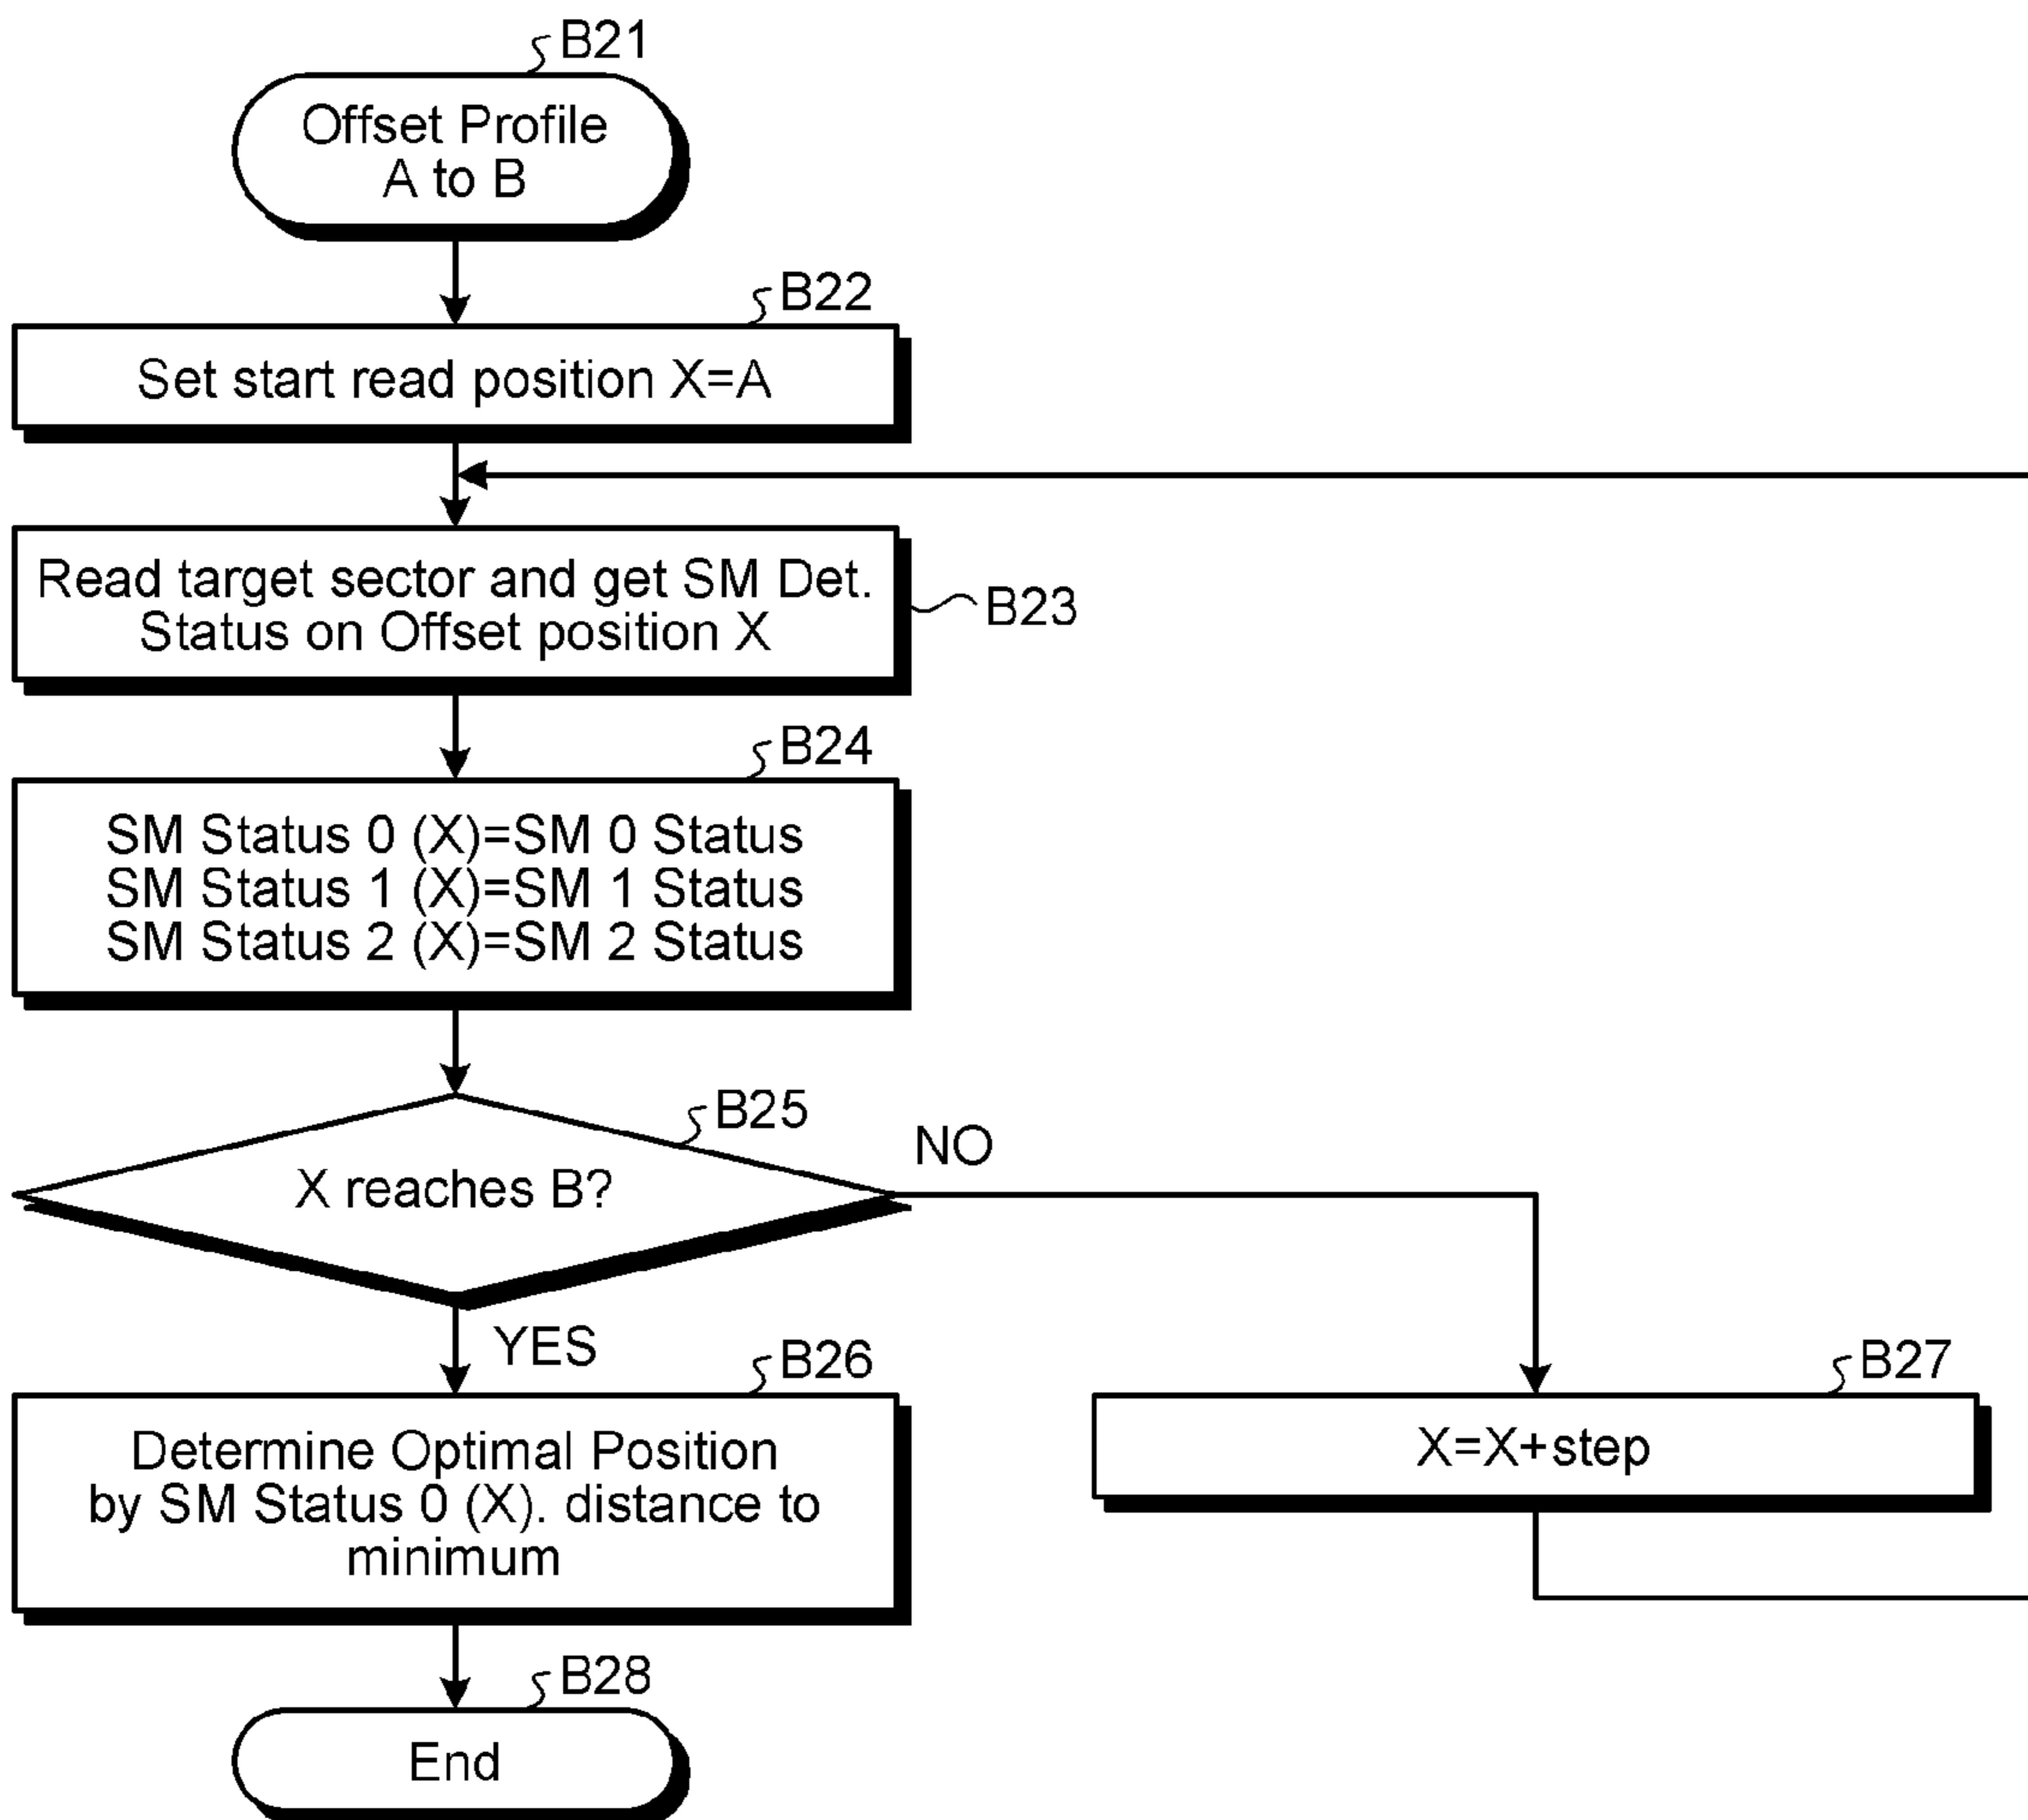 B21
Offset Profile
A to B
B22
Set start read position X=A
Read target sector and get SM Det.
Status on Offset position X
B23
B24
SM Status 0 (X)=SM 0 Status
SM Status 1 (X)=SM 1 Status
SM Status 2 (X)=SM 2 Status
B25
X reaches B?
NO
YES
B26
Determine Optimal Position
by SM Status 0 (X). distance to
minimum
B27
X=X+step
B28
End